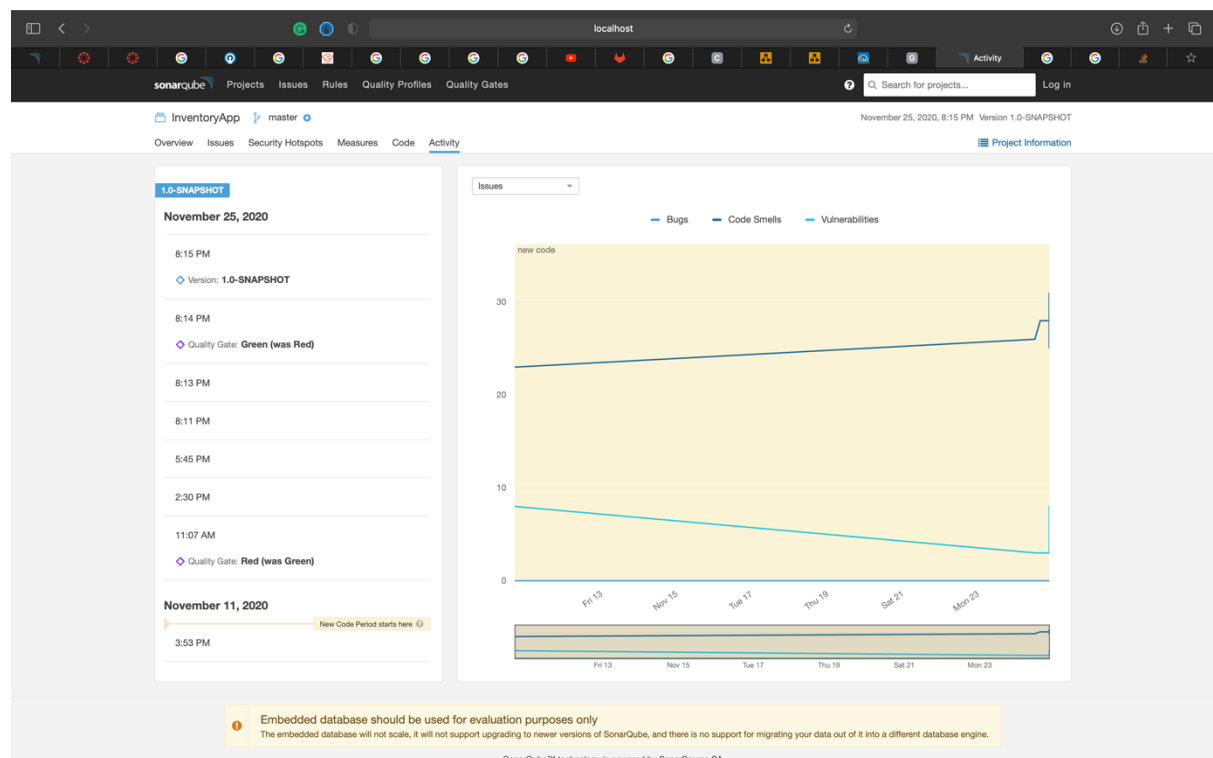 localhost
Activity
sonarqube Projects Issues Rules Quality Profiles Quality Gates
Search for projects...
Log in
InventoryApp master
November 25, 2020, 8:15 PM Version 1.0-SNAPSHOT
Overview Issues Security Hotspots Measures Code Activity
Project Information
1.0-SNAPSHOT
November 25, 2020
8:15 PM
Version: 1.0-SNAPSHOT
8:14 PM
Quality Gate: Green (was Red)
8:13 PM
8:11 PM
5:45 PM
2:30 PM
11:07 AM
Quality Gate: Red (was Green)
November 11, 2020
New Code Period starts here
3:53 PM
Issues
Bugs Code Smells Vulnerabilities
new code
30
20
10
0
Fri 13 Nov 15 Tue 17 Thu 19 Sat 21 Mon 23
Fri 13 Nov 15 Tue 17 Thu 19 Sat 21 Mon 23
Embedded database should be used for evaluation purposes only
The embedded database will not scale, it will not support upgrading to newer versions of SonarQube, and there is no support for migrating your data out of it into a different database engine.